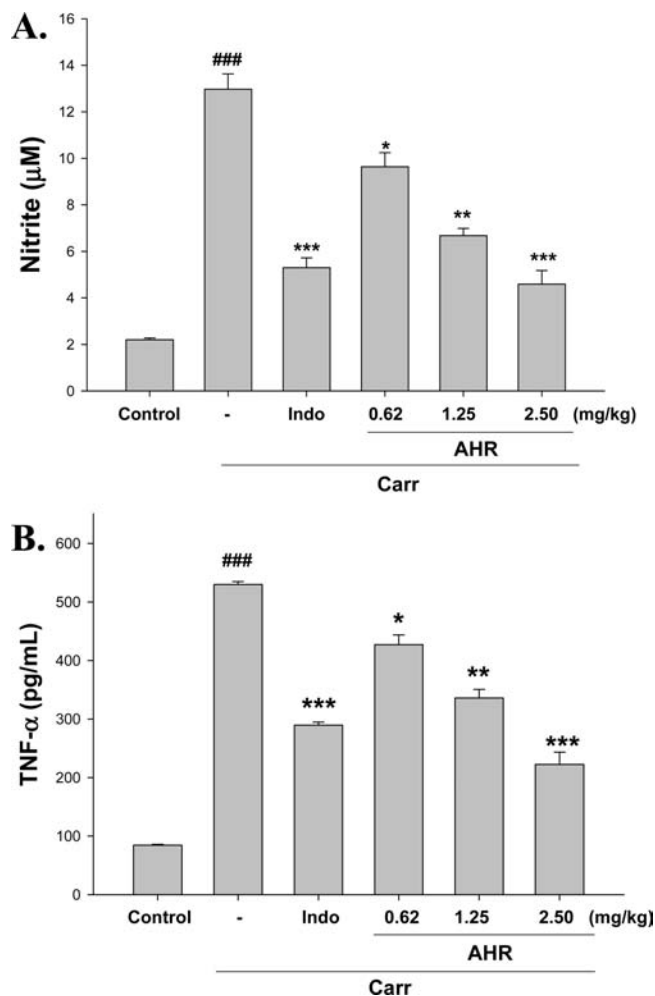 A.
16
14
12
10
8
6
4
2
0
Nitrite (μM)
###
***
*
**
***
Control - Indo 0.62 1.25 2.50 (mg/kg)
AHR
Carr
B.
600
500
400
300
200
100
0
TNF-α (pg/mL)
###
***
*
**
***
Control - Indo 0.62 1.25 2.50 (mg/kg)
AHR
Carr